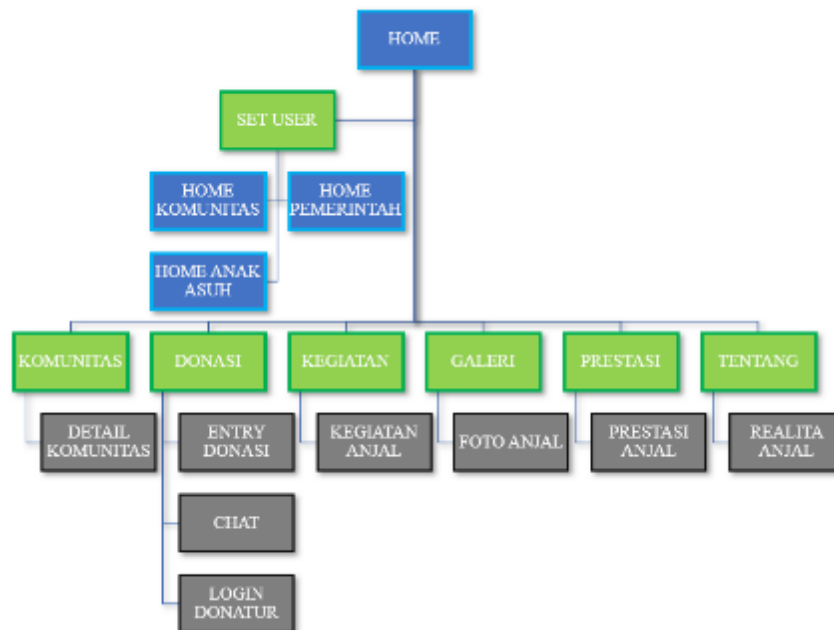 HOME
SET USER
HOME
KOMUNITAS
HOME
PEMERINTAH
HOME ANAK
ASUH
KOMUNITAS
DONASI
KEGIATAN
GALERI
PRESTASI
TENTANG
DETAIL
KOMUNITAS
ENTRY
DONASI
KEGIATAN
ANJAL
FOTO ANJAL
PRESTASI
ANJAL
REALITA
ANJAL
CHAT
LOGIN
DONATUR